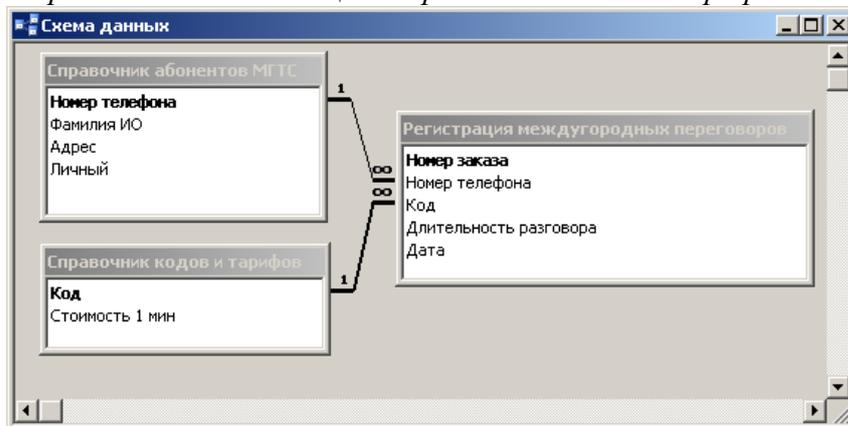 Схема данных
Справочник абонентов МГТС
Номер телефона
Фамилия ИО
Адрес
Личный
1
∞
∞
Регистрация междугородных переговоров
Номер заказа
Номер телефона
Код
Длительность разговора
Дата
Справочник кодов и тарифов
Код
Стоимость 1 мин
1